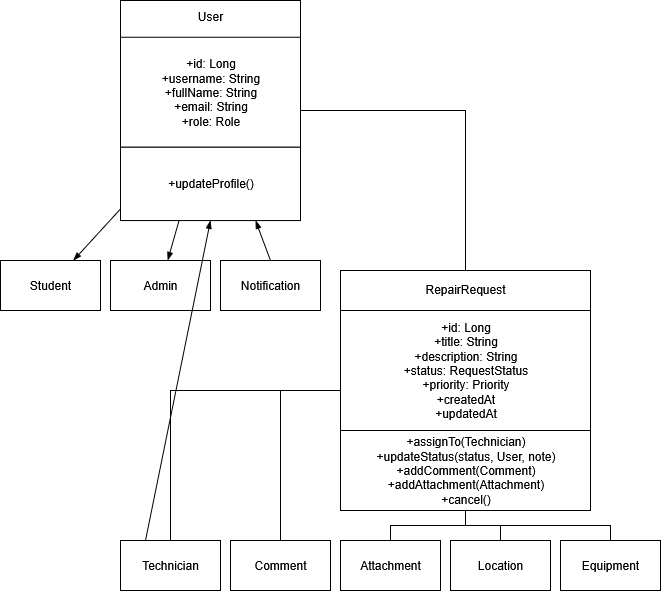 User
+id: Long
+username: String
+fullName: String
+email: String
+role: Role
+updateProfile()
Student
Admin
Notification
RepairRequest
+id: Long
+title: String
+description: String
+status: RequestStatus
+priority: Priority
+createdAt
+updatedAt
+assignTo(Technician)
+updateStatus(status, User, note)
+addComment(Comment)
+addAttachment(Attachment)
+cancel()
Technician
Comment
Attachment
Location
Equipment